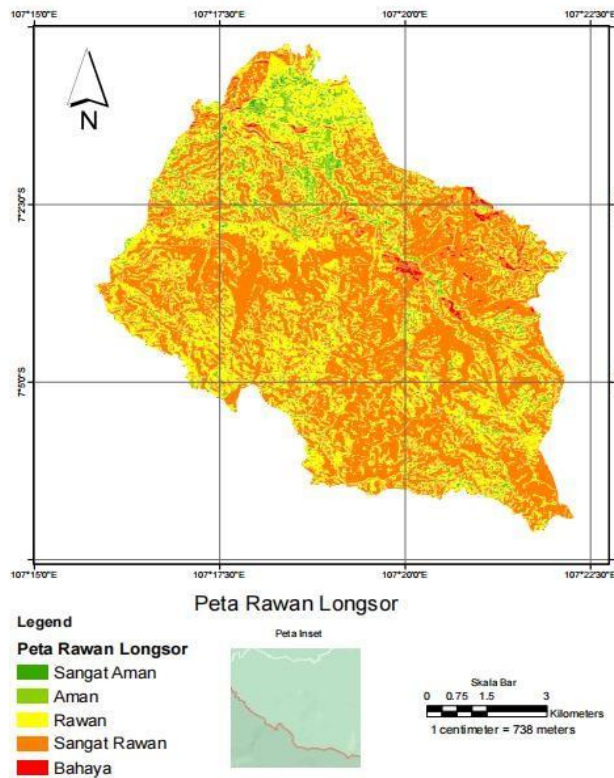 107°15'0"E 107°17'30"E 107°20'0"E 107°22'30"E
N
7°2'30"S
7°5'0"S
107°15'0"E 107°17'30"E 107°20'0"E 107°22'30"E
Peta Rawan Longsor
Legend
Peta Rawan Longsor
Sangat Aman
Aman
Rawan
Sangat Rawan
Bahaya
Peta Inset
Skala Bar
0 0.75 1.5 3
Kilometers
1 centimeter = 738 meters